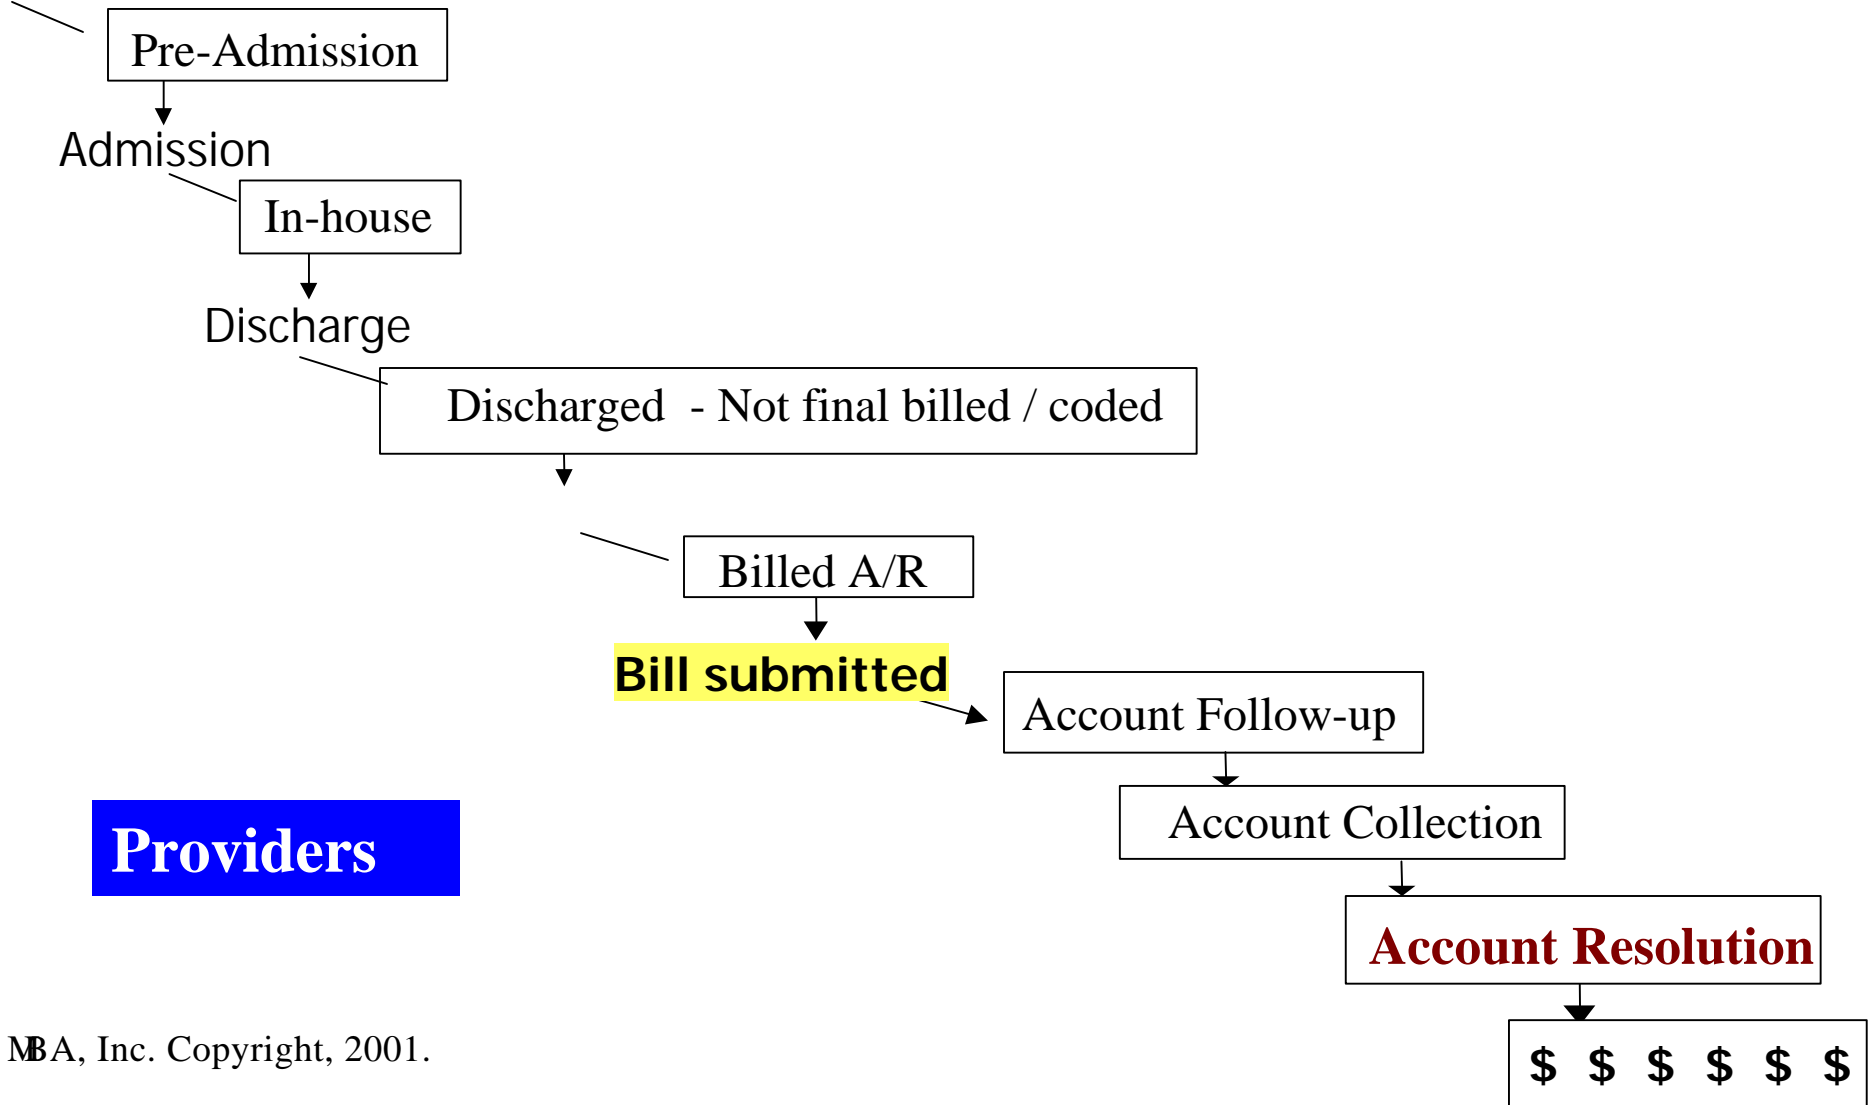 Pre-Admission
Admission
In-house
Discharge
Discharged - Not final billed / coded
Billed A/R
Bill submitted
Account Follow-up
Account Collection
Providers
Account Resolution
MBA, Inc. Copyright, 2001.
$ $ $ $ $ $